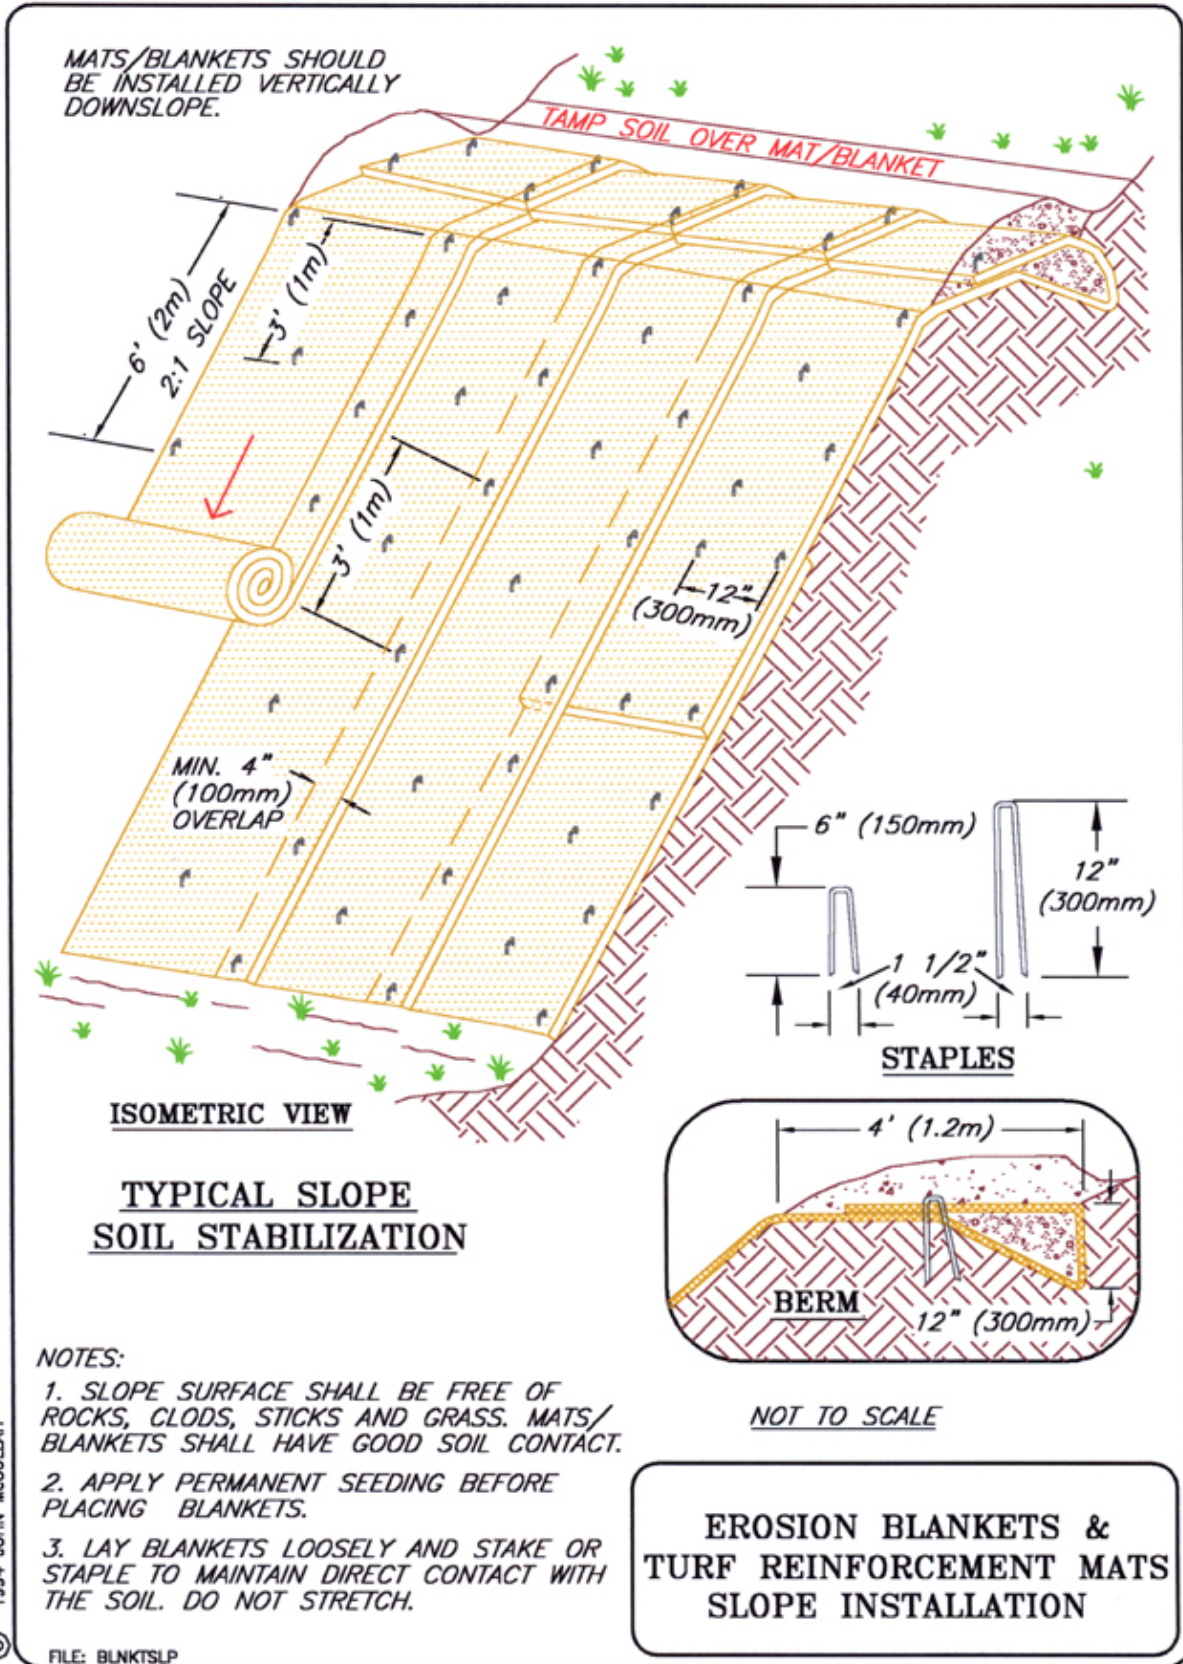 MATS/BLANKETS SHOULD
BE INSTALLED VERTICALLY
DOWNSLOPE.
TAMP SOIL OVER MAT/BLANKET
6' (2m)
2:1 SLOPE
3' (1m)
3' (1m)
12"
(300mm)
MIN. 4"
(100mm)
OVERLAP
6" (150mm)
12"
(300mm)
1 1/2"
(40mm)
STAPLES
ISOMETRIC VIEW
TYPICAL SLOPE
SOIL STABILIZATION
4' (1.2m)
BERM
12" (300mm)
NOT TO SCALE
NOTES:
1. SLOPE SURFACE SHALL BE FREE OF
ROCKS, CLODS, STICKS AND GRASS. MATS/
BLANKETS SHALL HAVE GOOD SOIL CONTACT.
2. APPLY PERMANENT SEEDING BEFORE
PLACING BLANKETS.
3. LAY BLANKETS LOOSELY AND STAKE OR
STAPLE TO MAINTAIN DIRECT CONTACT WITH
THE SOIL. DO NOT STRETCH.
EROSION BLANKETS &
TURF REINFORCEMENT MATS
SLOPE INSTALLATION
FILE: BLNKTSLP
© 1994 JOHN